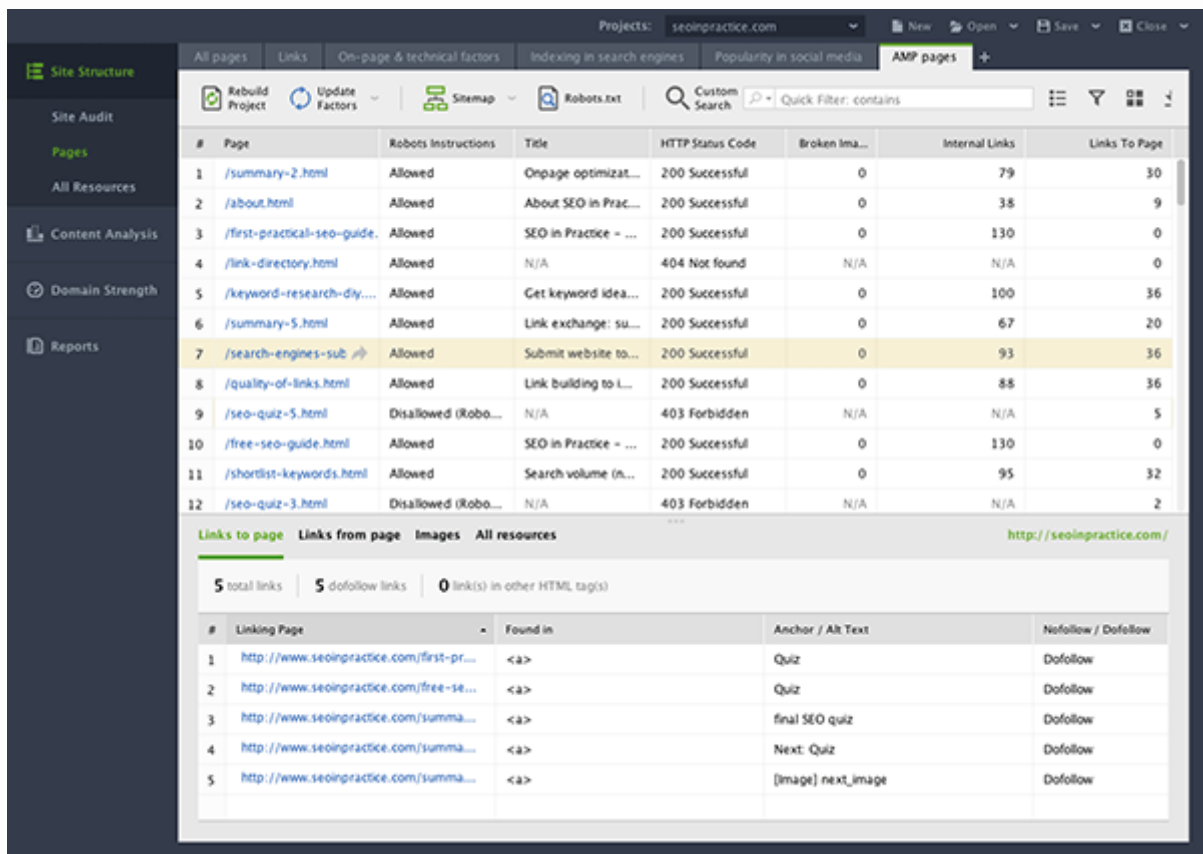 Projects: seoinpractice.com New Open Save Close
Site Structure
Site Audit
Pages
All Resources
Content Analysis
Domain Strength
Reports
All pages Links On-page & technical factors Indexing in search engines Popularity in social media AMP pages +
Rebuild Project Update Factors Sitemap Robots.txt Custom Search Quick Filter: contains
# Page Robots Instructions Title HTTP Status Code Broken Ima... Internal Links Links To Page
1 /summary-2.html Allowed Onpage optimizat... 200 Successful 0 79 30
2 /about.html Allowed About SEO in Prac... 200 Successful 0 38 9
3 /first-practical-seo-guide. Allowed SEO in Practice - ... 200 Successful 0 130 0
4 /link-directory.html Allowed N/A 404 Not found N/A N/A 0
5 /keyword-research-diy.... Allowed Get keyword idea... 200 Successful 0 100 36
6 /summary-5.html Allowed Link exchange: su... 200 Successful 0 67 20
7 /search-engines-sub Allowed Submit website to... 200 Successful 0 93 36
8 /quality-of-links.html Allowed Link building to i... 200 Successful 0 88 36
9 /seo-quiz-5.html Disallowed (Robo... N/A 403 Forbidden N/A N/A 5
10 /free-seo-guide.html Allowed SEO in Practice - ... 200 Successful 0 130 0
11 /shortlist-keywords.html Allowed Search volume (n... 200 Successful 0 95 32
12 /seo-quiz-3.html Disallowed (Robo... N/A 403 Forbidden N/A N/A 2
Links to page Links from page Images All resources http://seoinpractice.com/
5 total links 5 dofollow links 0 link(s) in other HTML tag(s)
# Linking Page Found in Anchor / Alt Text Nofollow / Dofollow
1 http://www.seoinpractice.com/first-pr.... <a> Quiz Dofollow
2 http://www.seoinpractice.com/free-se... <a> Quiz Dofollow
3 http://www.seoinpractice.com/summa.... <a> final SEO quiz Dofollow
4 http://www.seoinpractice.com/summa.... <a> Next: Quiz Dofollow
5 http://www.seoinpractice.com/summa.... <a> [Image] next_image Dofollow